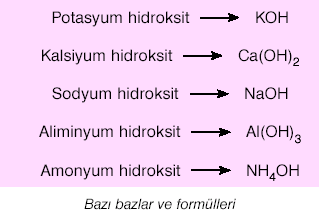 Potasyum hidroksit → KOH
Kalsiyum hidroksit → Ca(OH)₂
Sodyum hidroksit → NaOH
Aliminyum hidroksit → Al(OH)₃
Amonyum hidroksit → NH₄OH
Bazı bazlar ve formülleri